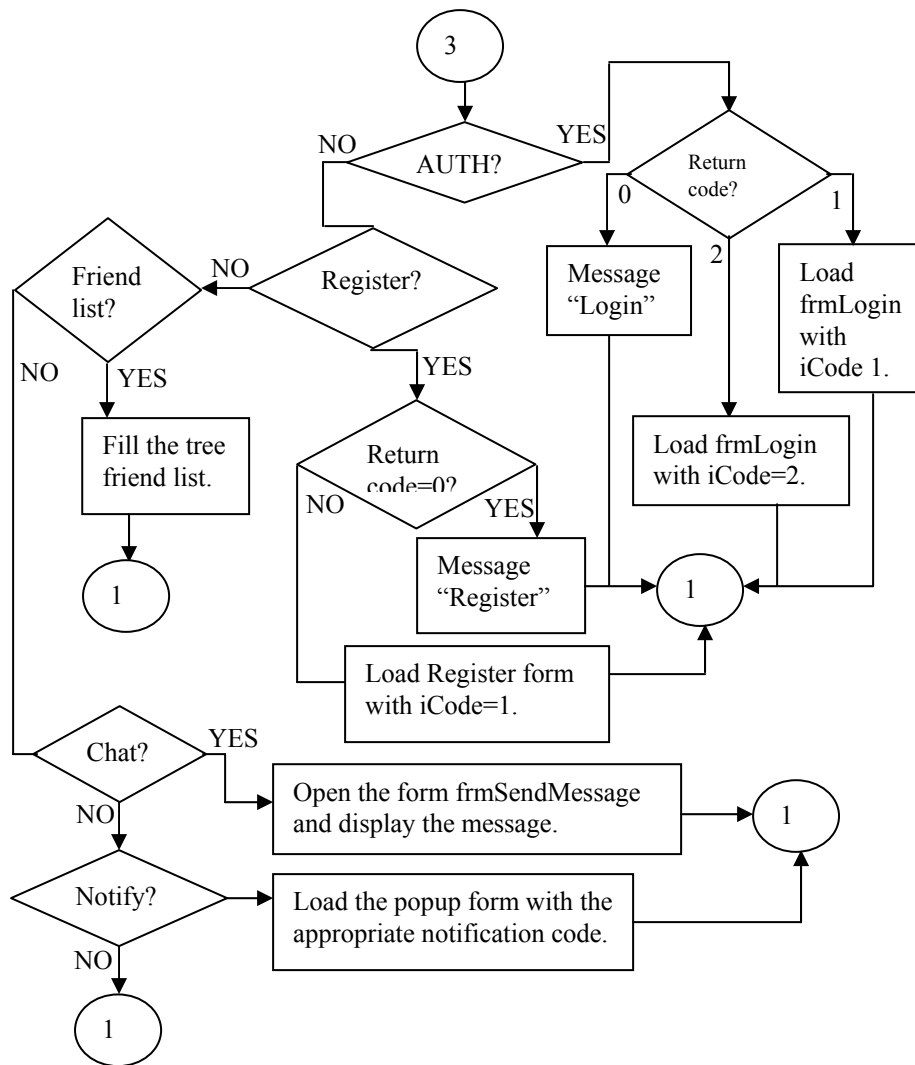 3
NO
YES
AUTH?
Return
code?
0
1
2
Friend
list?
NO
Register?
Message
“Login”
Load
frmLogin
with
iCode 1.
NO
YES
YES
Fill the tree
friend list.
Return
code=0?
Load frmLogin
with iCode=2.
NO
YES
1
Message
“Register”
1
Load Register form
with iCode=1.
Chat?
YES
Open the form frmSendMessage
and display the message.
1
NO
Notify?
Load the popup form with the
appropriate notification code.
NO
1